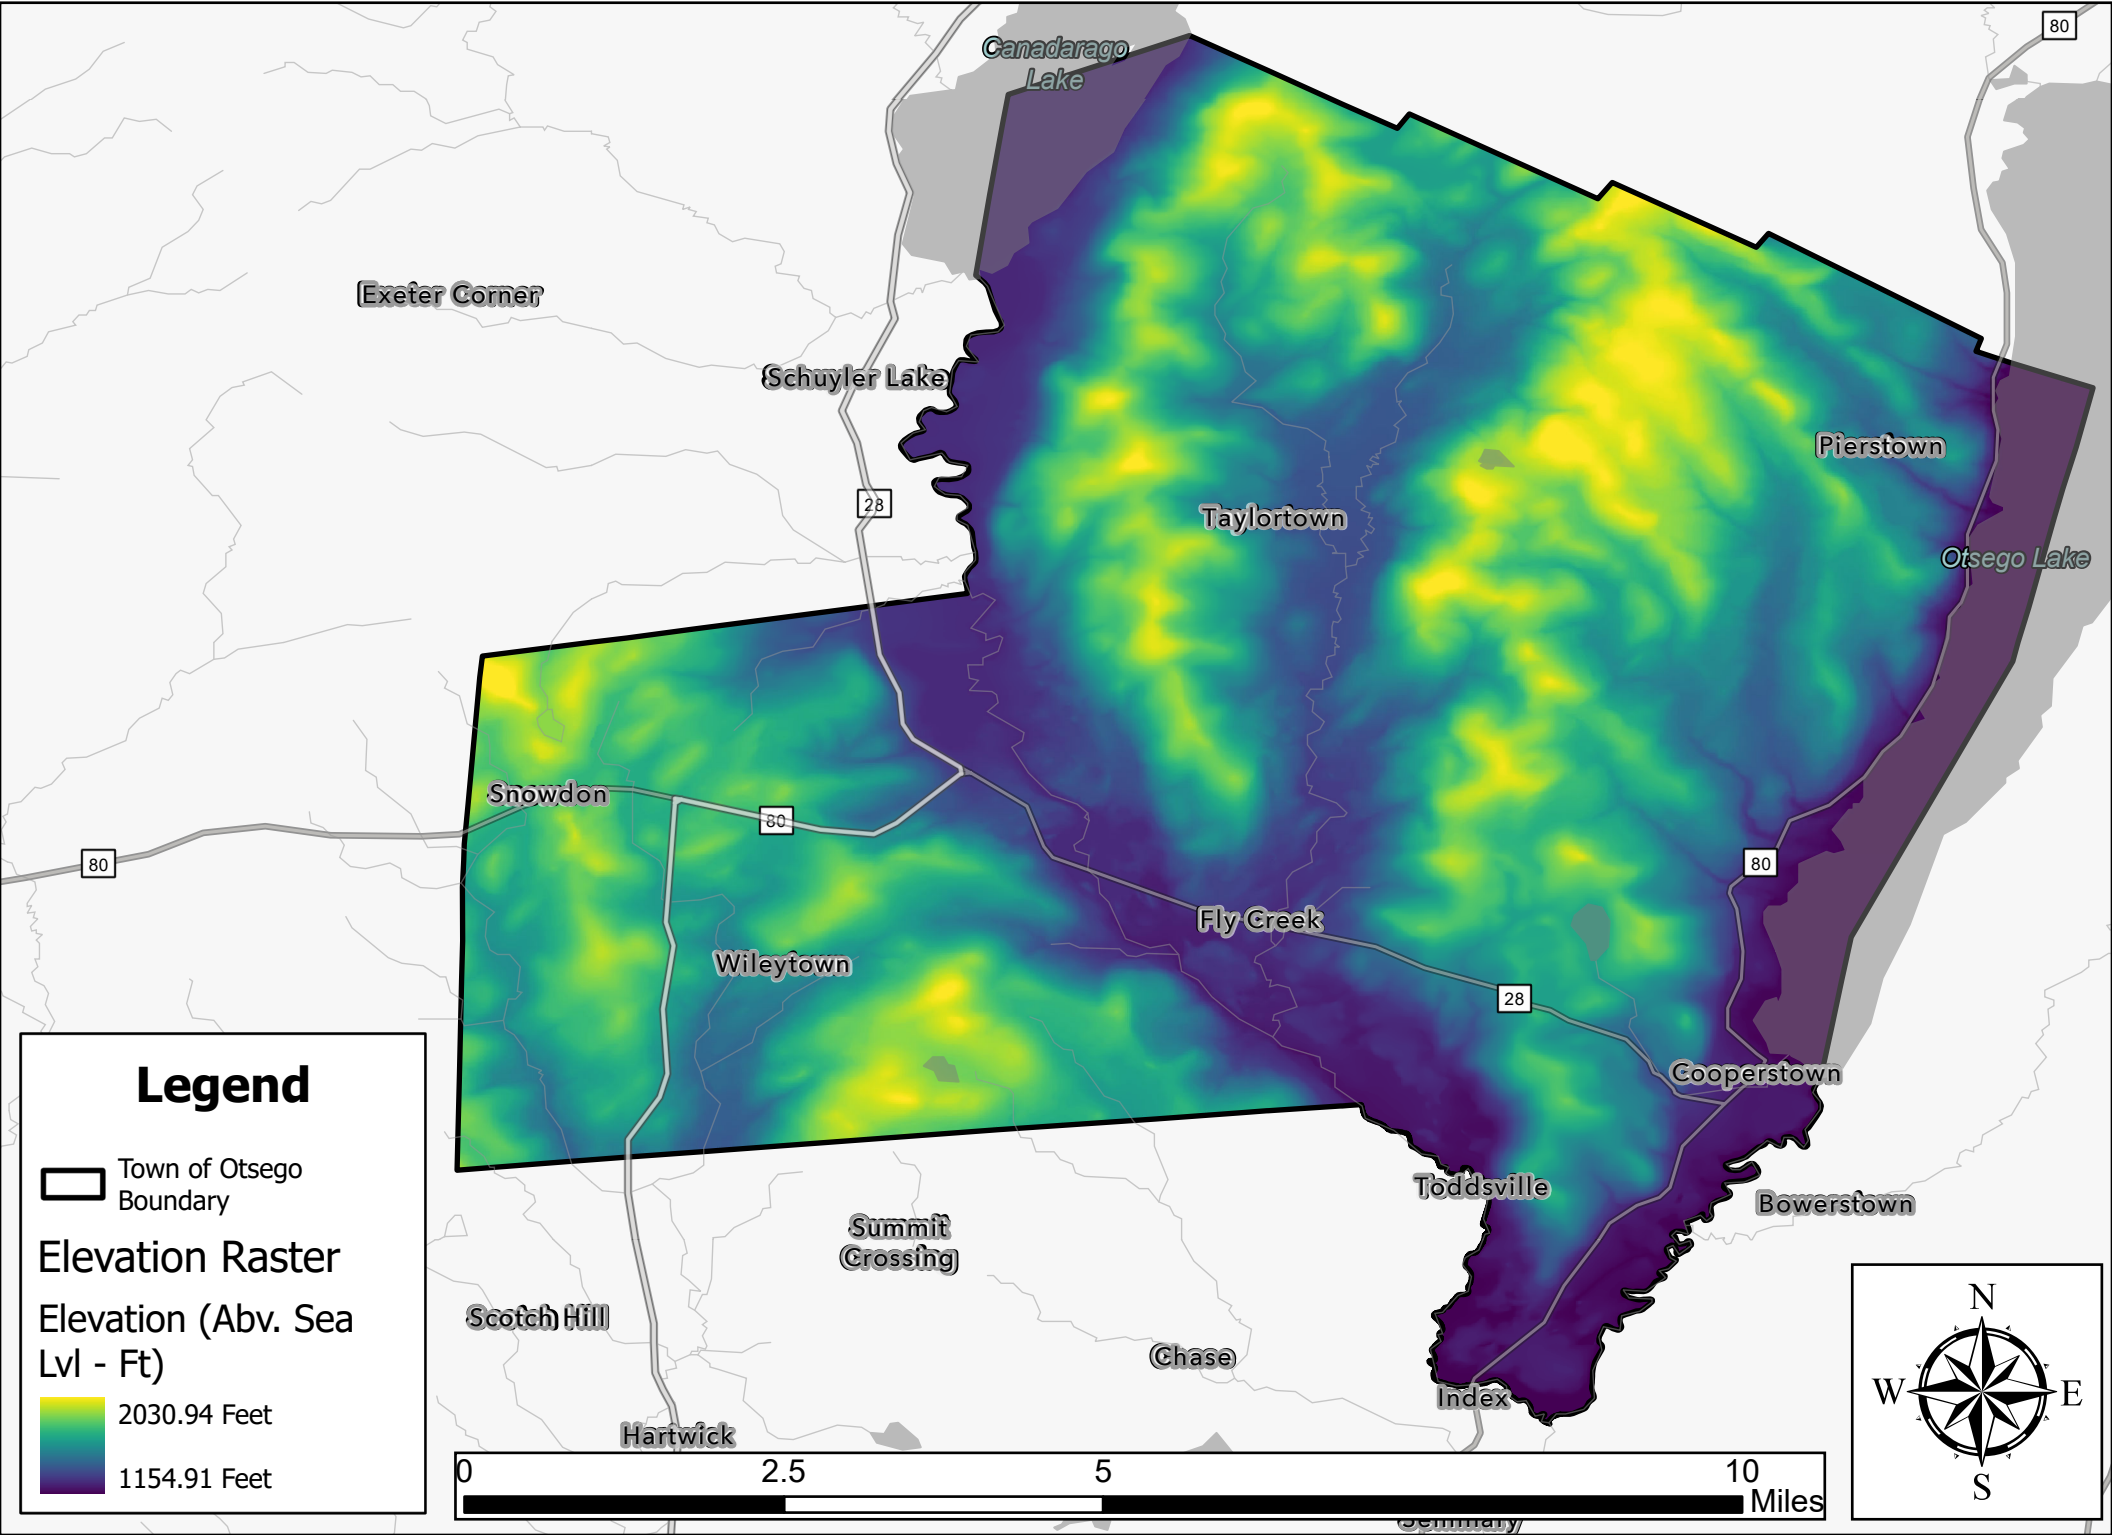 80
Canadarago
Lake
Exeter Corner
Schuyler Lake
Pierstown
28
Taylortown
Otsego Lake
Snowdon
80
80
80
Fly Creek
Wileytown
28
Cooperstown
Toddsville
Bowerstown
Summit
Crossing
Scotch Hill
Chase
Index
Hartwick
Legend
Town of Otsego
Boundary
Elevation Raster
Elevation (Abv. Sea
Lvl - Ft)
2030.94 Feet
1154.91 Feet
N
W E
S
0 2.5 5 10
Miles